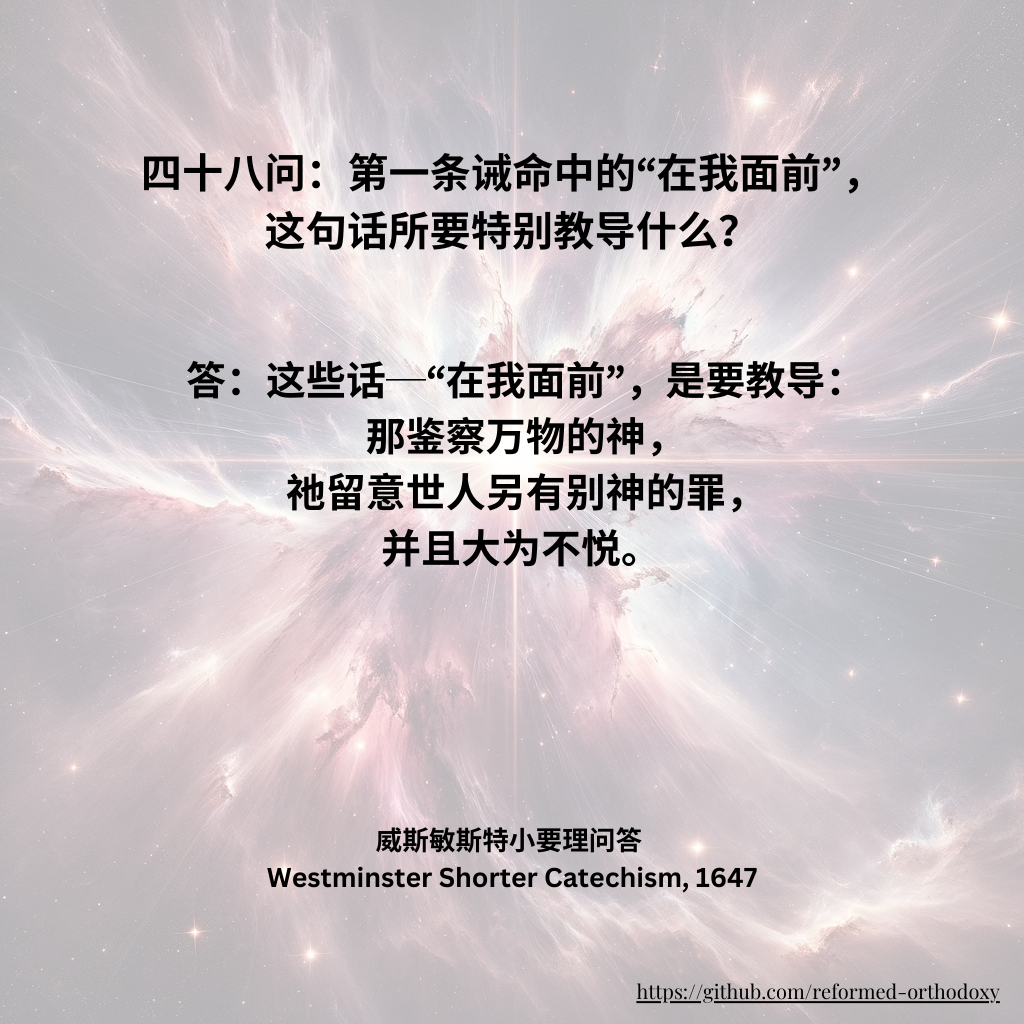 四十八问：第一条诫命中的“在我面前”，
这句话所要特别教导什么？
答：这些话─“在我面前”，是要教导：
那鉴察万物的神，
祂留意世人另有别神的罪，
并且大为不悦。
威斯敏斯特小要理问答
Westminster Shorter Catechism, 1647
https://github.com/reformed-orthodoxy